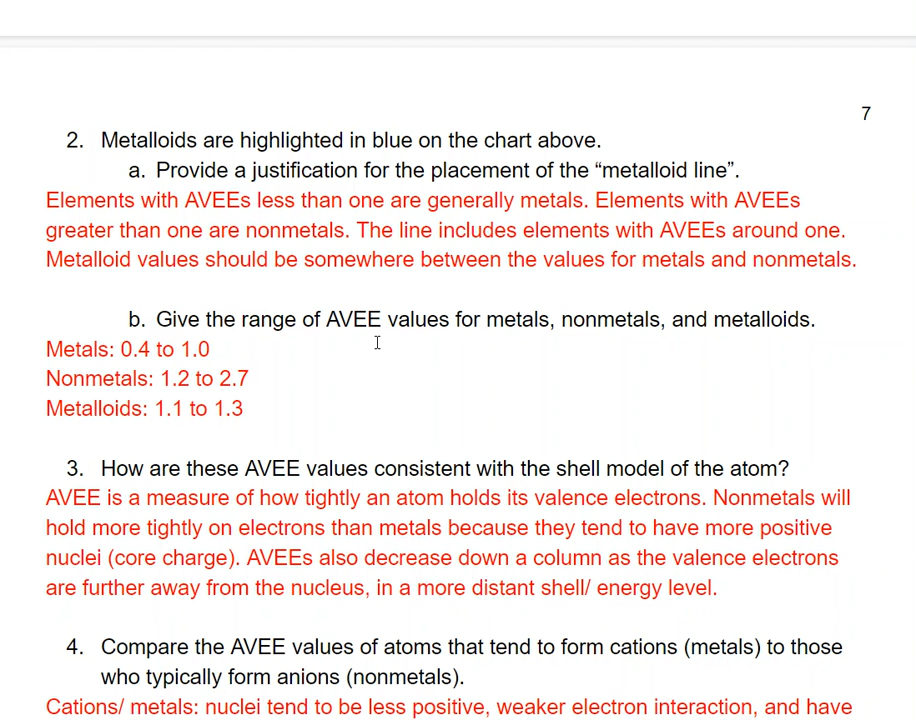 7
2. Metalloids are highlighted in blue on the chart above.
a. Provide a justification for the placement of the “metalloid line”.
Elements with AVEEs less than one are generally metals. Elements with AVEEs
greater than one are nonmetals. The line includes elements with AVEEs around one.
Metalloid values should be somewhere between the values for metals and nonmetals.
b. Give the range of AVEE values for metals, nonmetals, and metalloids.
Metals: 0.4 to 1.0
Nonmetals: 1.2 to 2.7
Metalloids: 1.1 to 1.3
3. How are these AVEE values consistent with the shell model of the atom?
AVEE is a measure of how tightly an atom holds its valence electrons. Nonmetals will
hold more tightly on electrons than metals because they tend to have more positive
nuclei (core charge). AVEEs also decrease down a column as the valence electrons
are further away from the nucleus, in a more distant shell/ energy level.
4. Compare the AVEE values of atoms that tend to form cations (metals) to those
who typically form anions (nonmetals).
Cations/ metals: nuclei tend to be less positive, weaker electron interaction, and have